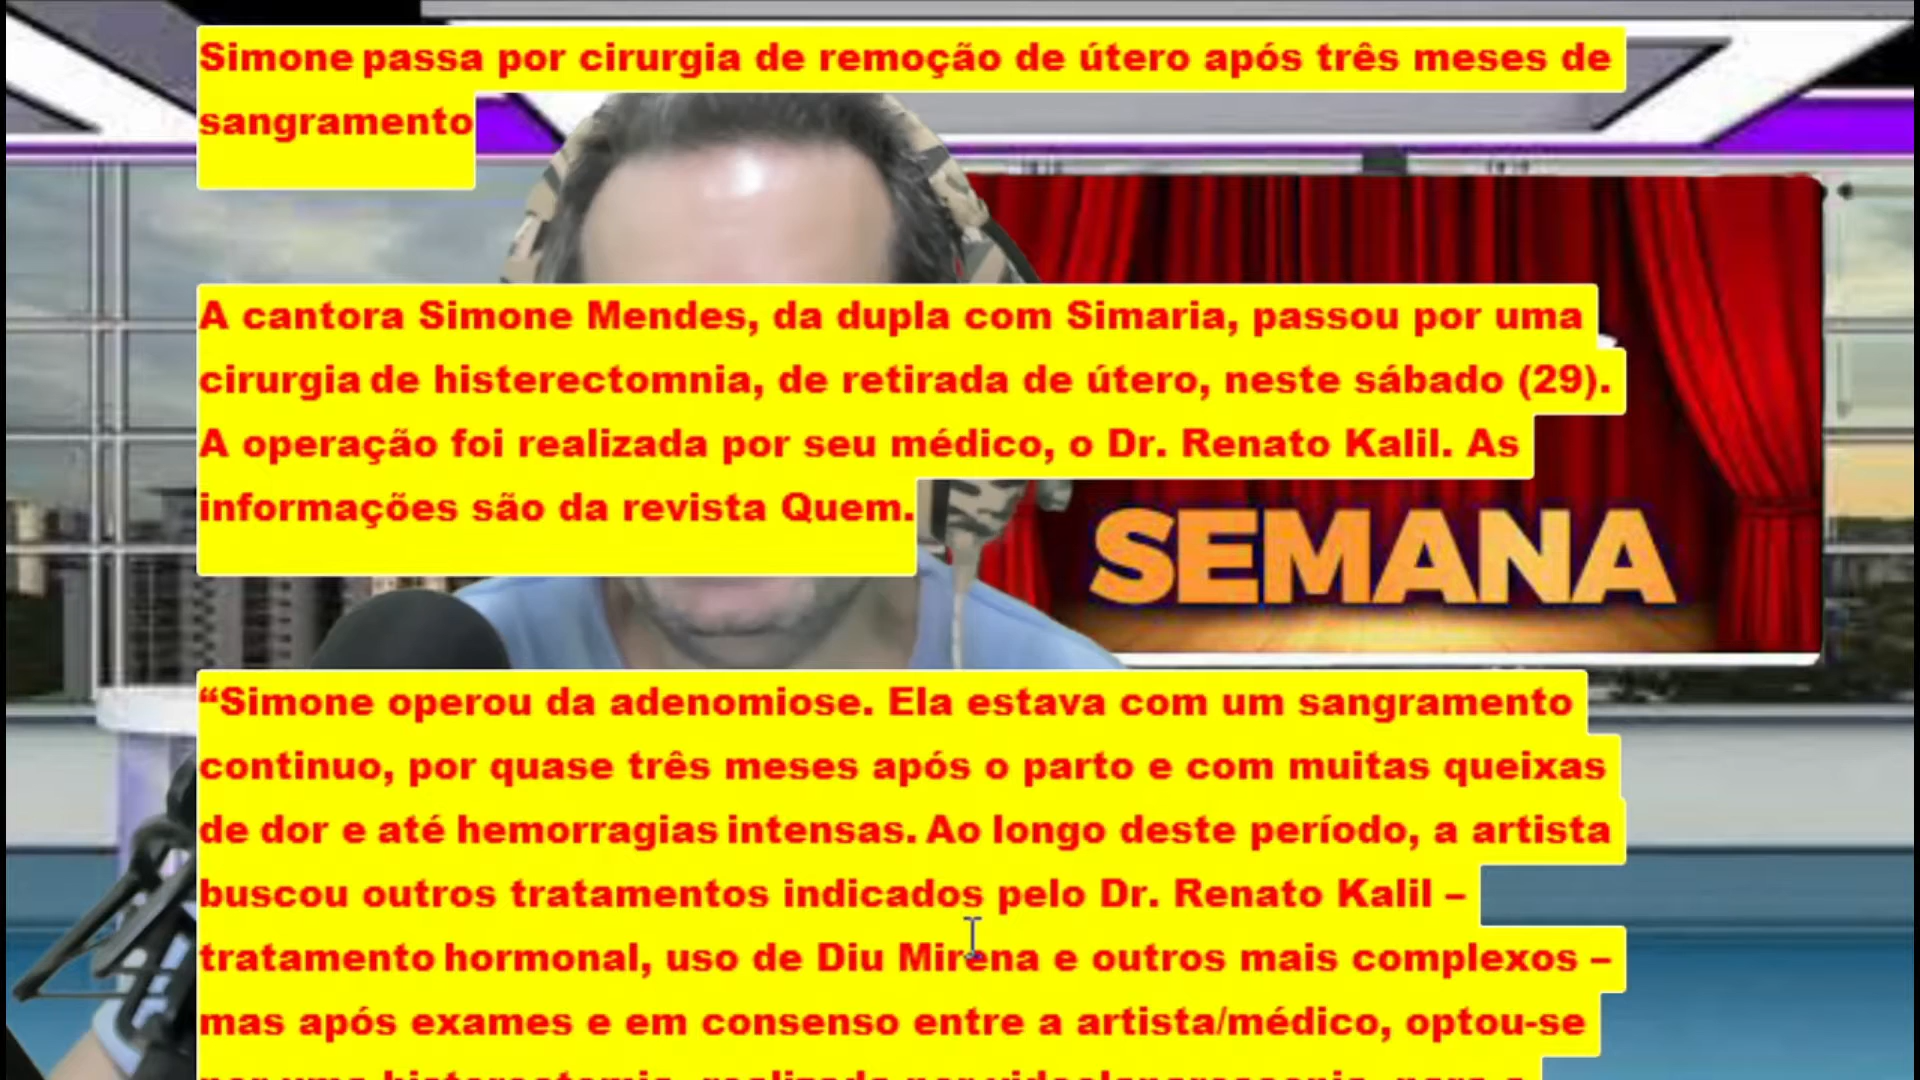 Simone passa por cirurgia de remoção de útero após três meses de
sangramento
A cantora Simone Mendes, da dupla com Simaria, passou por uma
cirurgia de histerectomnia, de retirada de útero, neste sábado (29).
A operação foi realizada por seu médico, o Dr. Renato Kalil. As
informações são da revista Quem.
SEMANA
“Simone operou da adenomiose. Ela estava com um sangramento
continuo, por quase três meses após o parto e com muitas queixas
de dor e até hemorragias intensas. Ao longo deste período, a artista
buscou outros tratamentos indicados pelo Dr. Renato Kalil –
tratamento hormonal, uso de Diu Mirena e outros mais complexos –
mas após exames e em consenso entre a artista/médico, optou-se